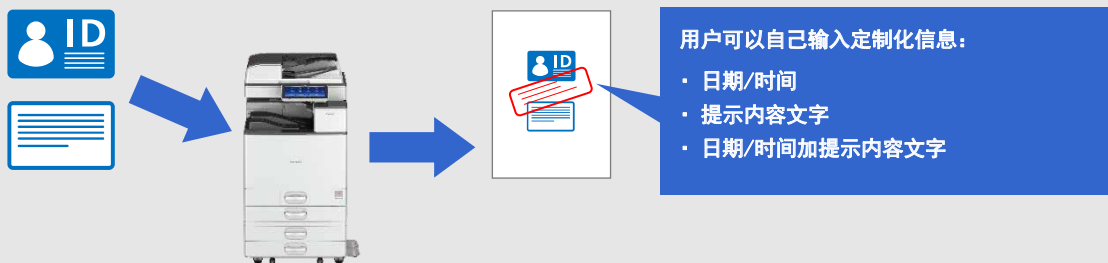 ID
ID
用户可以自己输入定制化信息：
· 日期/时间
· 提示内容文字
· 日期/时间加提示内容文字